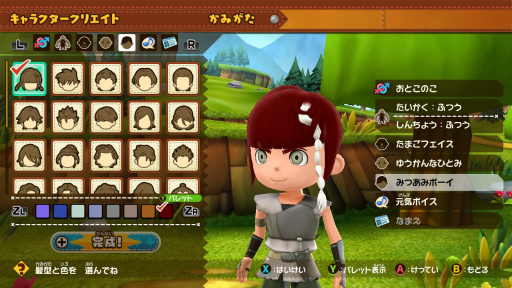 キャラクタークリエイト
かみがた
L
R
おとこのこ
たいかく：ふつう
しんちょう：ふつう
たまごフェイス
ゆうかんなひとみ
みつあみボーイ
元気ボイス
なまえ
Y パレット
ZL
ZR
完成！
髪型と色を 選んでね
X：はいけい
Y：パレット表示
A：けってい
B：もどる